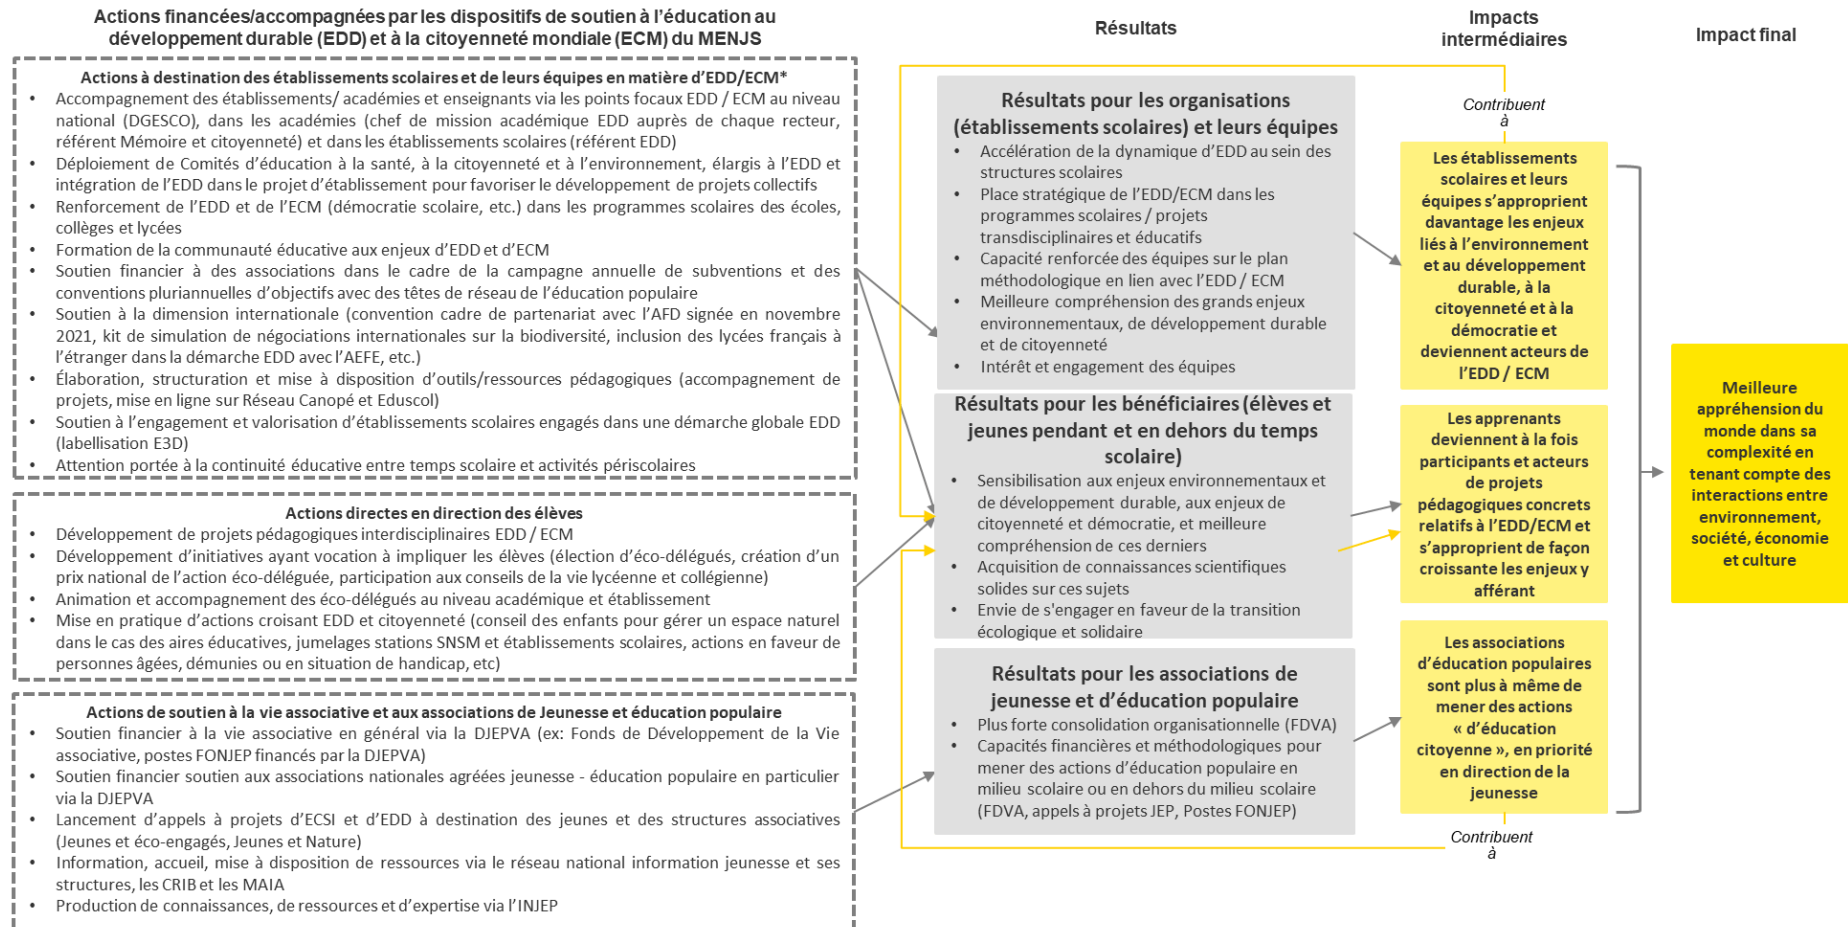 Actions financées/accompagnées par les dispositifs de soutien à l’éducation au
développement durable (EDD) et à la citoyenneté mondiale (ECM) du MENJS
Actions à destination des établissements scolaires et de leurs équipes en matière d’EDD/ECM*
• Accompagnement des établissements/ académies et enseignants via les points focaux EDD / ECM au niveau
national (DGESCO), dans les académies (chef de mission académique EDD auprès de chaque recteur,
référent Mémoire et citoyenneté) et dans les établissements scolaires (référent EDD)
• Déploiement de Comités d’éducation à la santé, à la citoyenneté et à l’environnement, élargis à l’EDD et
intégration de l’EDD dans le projet d’établissement pour favoriser le développement de projets collectifs
• Renforcement de l’EDD et de l’ECM (démocratie scolaire, etc.) dans les programmes scolaires des écoles,
collèges et lycées
• Formation de la communauté éducative aux enjeux d’EDD et d’ECM
• Soutien financier à des associations dans le cadre de la campagne annuelle de subventions et des
conventions pluriannuelles d’objectifs avec des têtes de réseau de l’éducation populaire
• Soutien à la dimension internationale (convention cadre de partenariat avec l’AFD signée en novembre
2021, kit de simulation de négociations internationales sur la biodiversité, inclusion des lycées français à
l’étranger dans la démarche EDD avec l’AEFE, etc.)
• Élaboration, structuration et mise à disposition d’outils/ressources pédagogiques (accompagnement de
projets, mise en ligne sur Réseau Canopé et Eduscol)
• Soutien à l’engagement et valorisation d’établissements scolaires engagés dans une démarche globale EDD
(labellisation E3D)
• Attention portée à la continuité éducative entre temps scolaire et activités périscolaires
Actions directes en direction des élèves
• Développement de projets pédagogiques interdisciplinaires EDD / ECM
• Développement d’initiatives ayant vocation à impliquer les élèves (élection d’éco-délégués, création d’un
prix national de l’action éco-déléguée, participation aux conseils de la vie lycéenne et collégienne)
• Animation et accompagnement des éco-délégués au niveau académique et établissement
• Mise en pratique d’actions croisant EDD et citoyenneté (conseil des enfants pour gérer un espace naturel
dans le cas des aires éducatives, jumelages stations SNSM et établissements scolaires, actions en faveur de
personnes âgées, démunies ou en situation de handicap, etc)
Actions de soutien à la vie associative et aux associations de Jeunesse et éducation populaire
• Soutien financier à la vie associative en général via la DJEPVA (ex: Fonds de Développement de la Vie
associative, postes FONJEP financés par la DJEPVA)
• Soutien financier soutien aux associations nationales agréées jeunesse - éducation populaire en particulier
via la DJEPVA
• Lancement d’appels à projets d’ECSI et d’EDD à destination des jeunes et des structures associatives
(Jeunes et éco-engagés, Jeunes et Nature)
• Information, accueil, mise à disposition de ressources via le réseau national information jeunesse et ses
structures, les CRIB et les MAIA
• Production de connaissances, de ressources et d’expertise via l’INJEP
Résultats
Résultats pour les organisations
(établissements scolaires) et leurs équipes
• Accélération de la dynamique d’EDD au sein des
structures scolaires
• Place stratégique de l’EDD/ECM dans les
programmes scolaires / projets
transdisciplinaires et éducatifs
• Capacité renforcée des équipes sur le plan
méthodologique en lien avec l’EDD / ECM
• Meilleure compréhension des grands enjeux
environnementaux, de développement durable
et de citoyenneté
• Intérêt et engagement des équipes
Résultats pour les bénéficiaires (élèves et
jeunes pendant et en dehors du temps
scolaire)
• Sensibilisation aux enjeux environnementaux et
de développement durable, aux enjeux de
citoyenneté et démocratie, et meilleure
compréhension de ces derniers
• Acquisition de connaissances scientifiques
solides sur ces sujets
• Envie de s'engager en faveur de la transition
écologique et solidaire
Résultats pour les associations de
jeunesse et d’éducation populaire
• Plus forte consolidation organisationnelle (FDVA)
• Capacités financières et méthodologiques pour
mener des actions d’éducation populaire en
milieu scolaire ou en dehors du milieu scolaire
(FDVA, appels à projets JEP, Postes FONJEP)
Impacts
intermédiaires
Contribuent
à
Les établissements
scolaires et leurs
équipes s’approprient
davantage les enjeux
liés à l’environnement
et au développement
durable, à la
citoyenneté et à la
démocratie et
deviennent acteurs de
l’EDD / ECM
Les apprenants
deviennent à la fois
participants et acteurs
de projets
pédagogiques concrets
relatifs à l’EDD/ECM et
s’approprient de façon
croissante les enjeux y
afférant
Les associations
d’éducation populaires
sont plus à même de
mener des actions
« d’éducation
citoyenne », en priorité
en direction de la
jeunesse
Contribuent
à
Impact final
Meilleure
appréhension du
monde dans sa
complexité en
tenant compte des
interactions entre
environnement,
société, économie
et culture